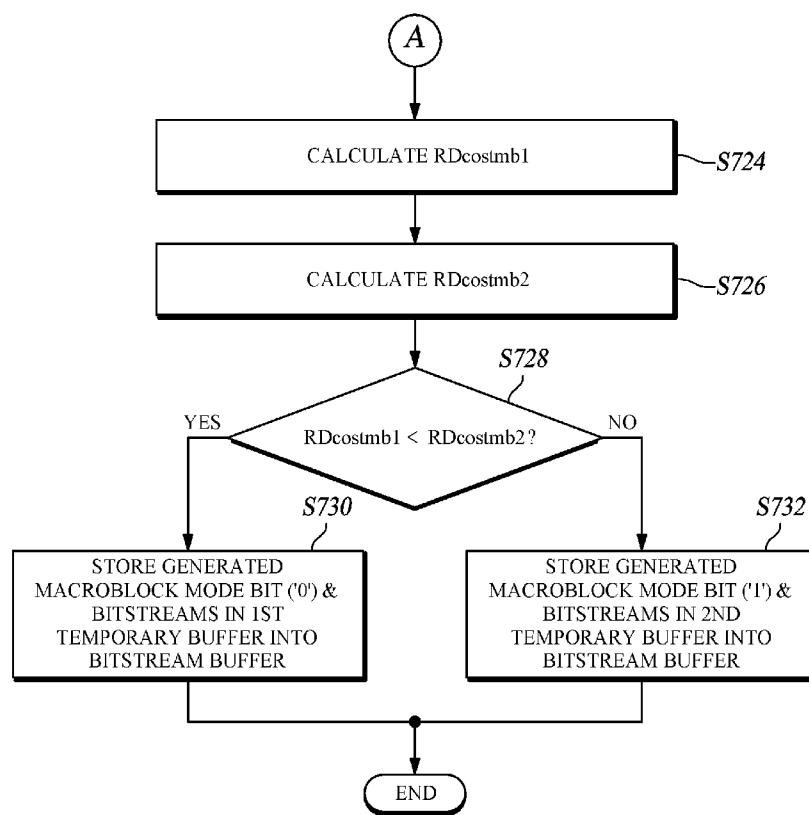 A
CALCULATE RDcostmb1
S724
CALCULATE RDcostmb2
S726
S728
YES
RDcostmb1 < RDcostmb2?
NO
S730
STORE GENERATED
MACROBLOCK MODE BIT ('0') &
BITSTREAMS IN 1ST
TEMPORARY BUFFER INTO
BITSTREAM BUFFER
S732
STORE GENERATED
MACROBLOCK MODE BIT ('1') &
BITSTREAMS IN 2ND
TEMPORARY BUFFER INTO
BITSTREAM BUFFER
END